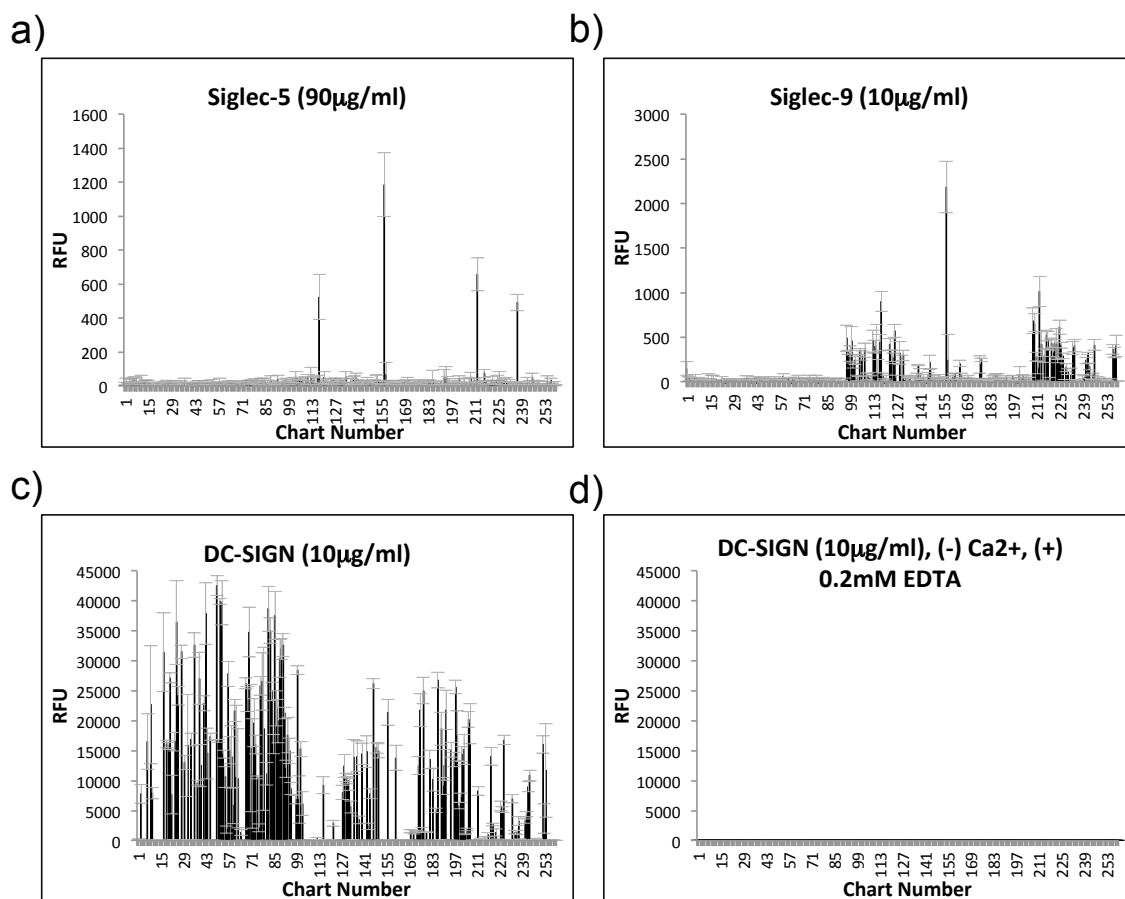 a)
Siglec-5 (90µg/ml)
1600
1400
1200
1000
800
600
400
200
0
RFU
1 15 29 43 57 71 85 99 113 127 141 155 169 183 197 211 225 239 253
Chart Number
b)
Siglec-9 (10µg/ml)
3000
2500
2000
1500
1000
500
0
RFU
1 15 29 43 57 71 85 99 113 127 141 155 169 183 197 211 225 239 253
Chart Number
c)
DC-SIGN (10µg/ml)
45000
40000
35000
30000
25000
20000
15000
10000
5000
0
RFU
1 15 29 43 57 71 85 99 113 127 141 155 169 183 197 211 225 239 253
Chart Number
d)
DC-SIGN (10µg/ml), (-) Ca2+, (+)
0.2mM EDTA
45000
40000
35000
30000
25000
20000
15000
10000
5000
0
RFU
1 15 29 43 57 71 85 99 113 127 141 155 169 183 197 211 225 239 253
Chart Number